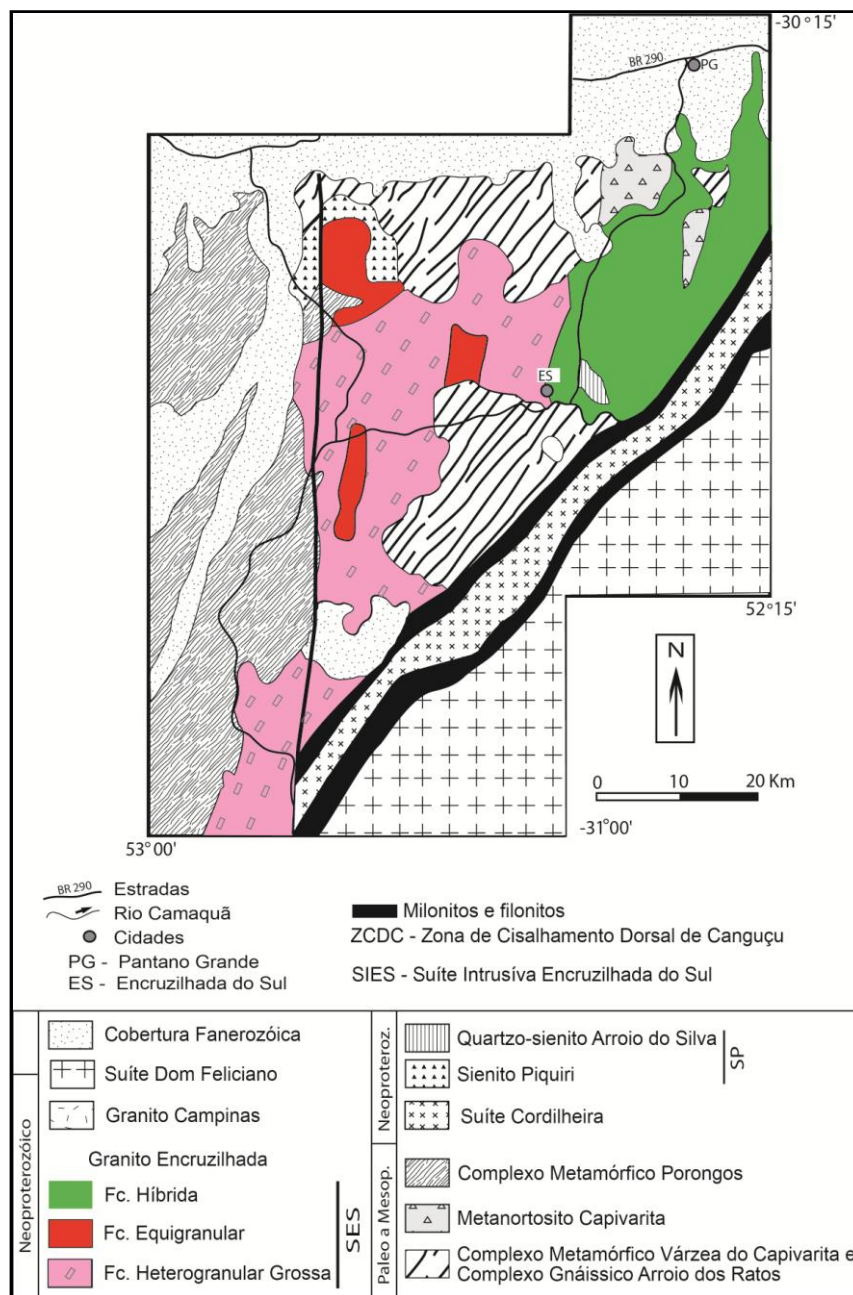 -30°15'
BR 290
PG
ES
52°15'
N
0 10 20 Km
-31°00'
53°00'
BR 290 Estradas
Rio Camaquã
Cidades
PG - Pantano Grande
ES - Encruzilhada do Sul
Milonitos e filonitos
ZCDC - Zona de Cisalhamento Dorsal de Canguçu
SIES - Suíte Intrusíva Encruzilhada do Sul
Neoproterozóico
Cobertura Fanerozóica
Suíte Dom Feliciano
Granito Campinas
Granito Encruzilhada
Fc. Híbrida
Fc. Equigranular
Fc. Heterogranular Grossa
SES
Neoproteroz.
Quartzo-sienito Arroio do Silva
Sienito Piquiri
SP
Suíte Cordilheira
Paleo a Mesop.
Complexo Metamórfico Porongos
Metanortosito Capivarita
Complexo Metamórfico Várzea do Capivarita e
Complexo Gnáissico Arroio dos Ratos